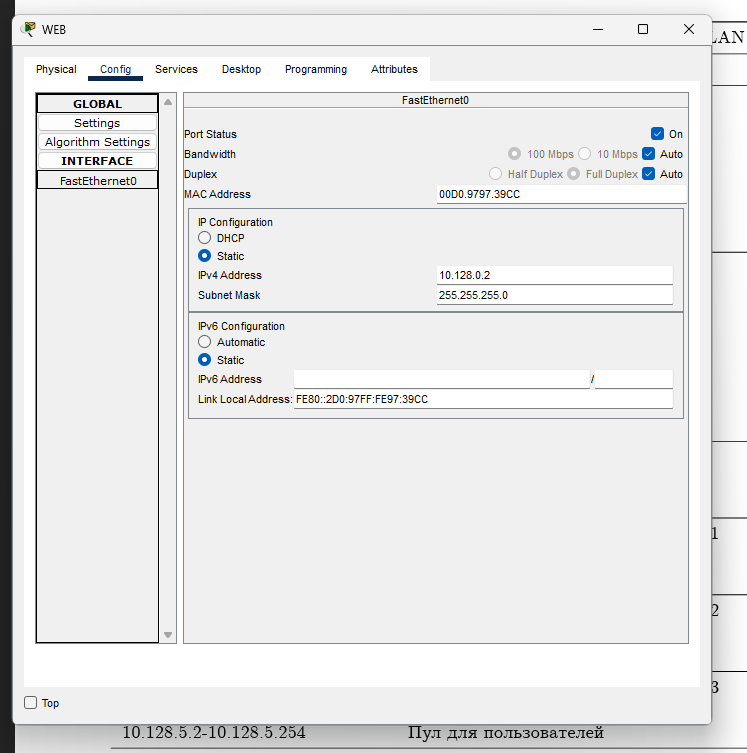 WEB
LAN
Physical Config Services Desktop Programming Attributes
GLOBAL
Settings
Algorithm Settings
INTERFACE
FastEthernet0
FastEthernet0
Port Status On
Bandwidth 100 Mbps 10 Mbps Auto
Duplex Half Duplex Full Duplex Auto
MAC Address 00D0.9797.39CC
IP Configuration
DHCP
Static
IPv4 Address 10.128.0.2
Subnet Mask 255.255.255.0
IPv6 Configuration
Automatic
Static
IPv6 Address /
Link Local Address: FE80::2D0:97FF:FE97:39CC
1
2
3
Top
10.128.5.2-10.128.5.254 Пул для пользователей